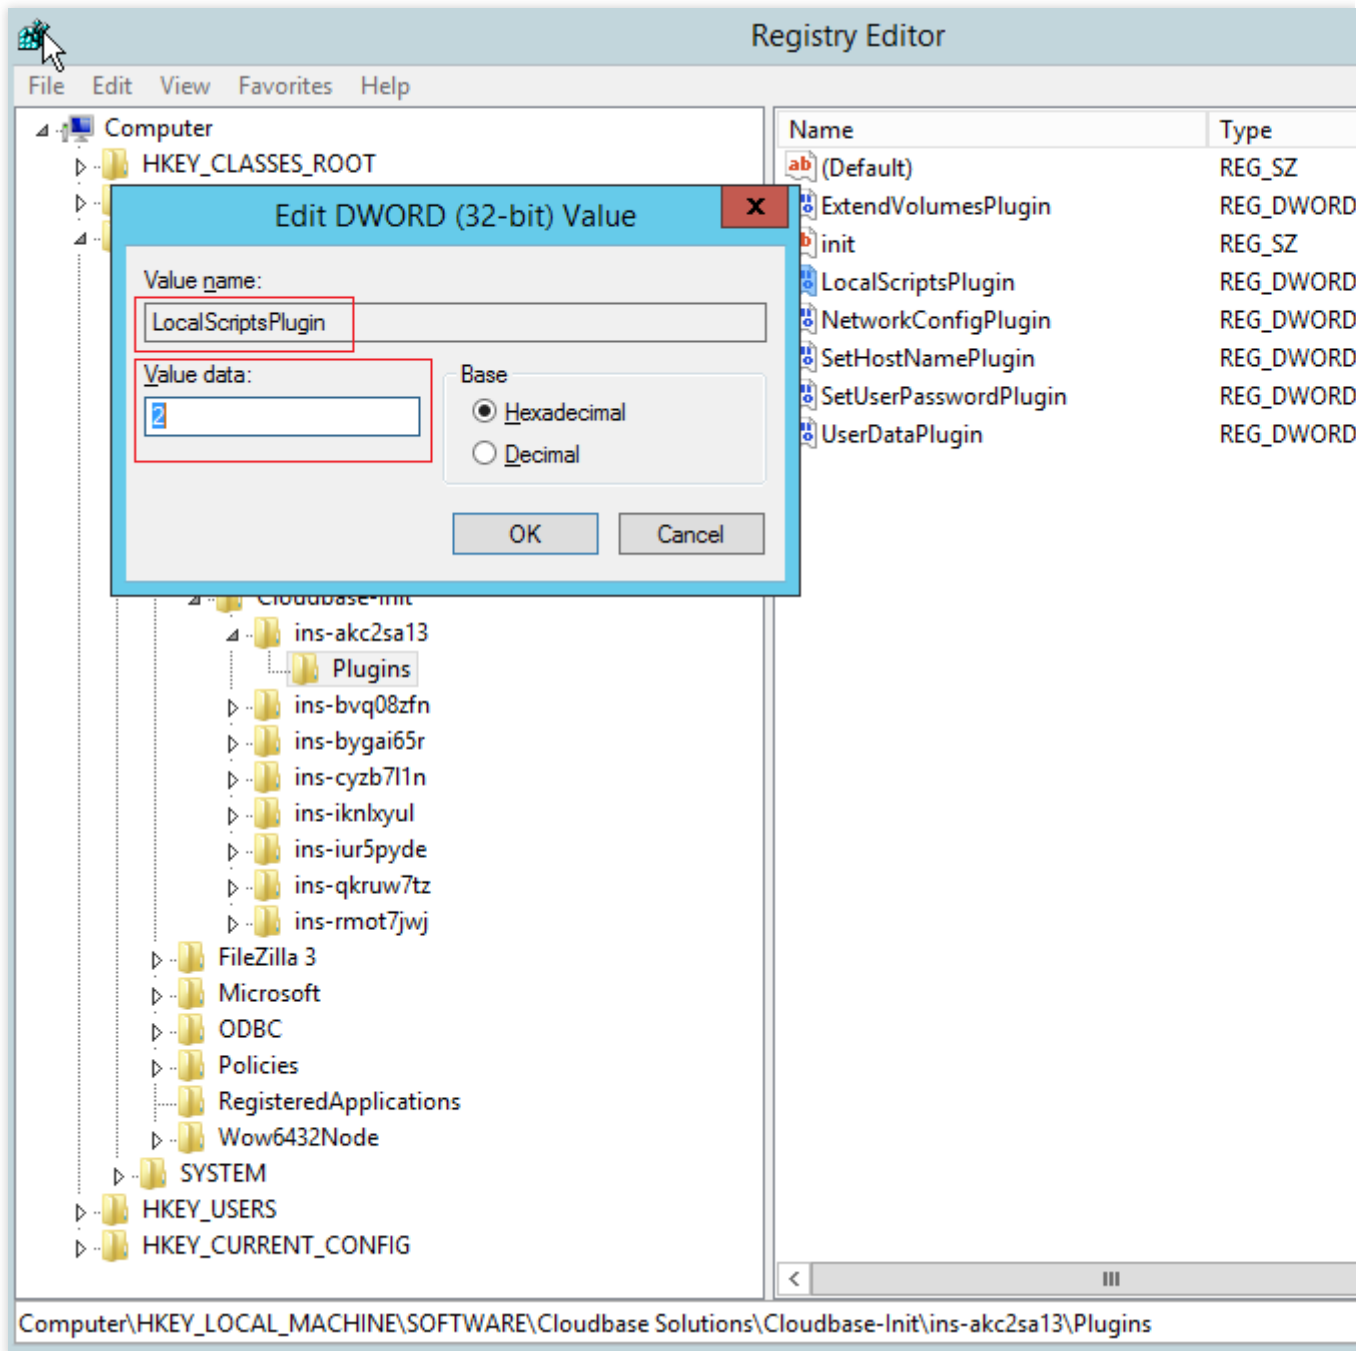 Registry Editor
File Edit View Favorites Help
Computer
HKEY_CLASSES_ROOT
Edit DWORD (32-bit) Value
x
Value name:
LocalScriptsPlugin
Value data:
2
Base
Hexadecimal
Decimal
OK Cancel
Cloudbase-Init
ins-akc2sa13
Plugins
ins-bvq08zfn
ins-bygai65r
ins-cyzb7l1n
ins-iknlxyul
ins-iur5pyde
ins-qkruw7tz
ins-rmot7jwj
FileZilla 3
Microsoft
ODBC
Policies
RegisteredApplications
Wow6432Node
SYSTEM
HKEY_USERS
HKEY_CURRENT_CONFIG
Name Type
(Default) REG_SZ
ExtendVolumesPlugin REG_DWORD
init REG_SZ
LocalScriptsPlugin REG_DWORD
NetworkConfigPlugin REG_DWORD
SetHostNamePlugin REG_DWORD
SetUserPasswordPlugin REG_DWORD
UserDataPlugin REG_DWORD
Computer\HKEY_LOCAL_MACHINE\SOFTWARE\Cloudbase Solutions\Cloudbase-Init\ins-akc2sa13\Plugins